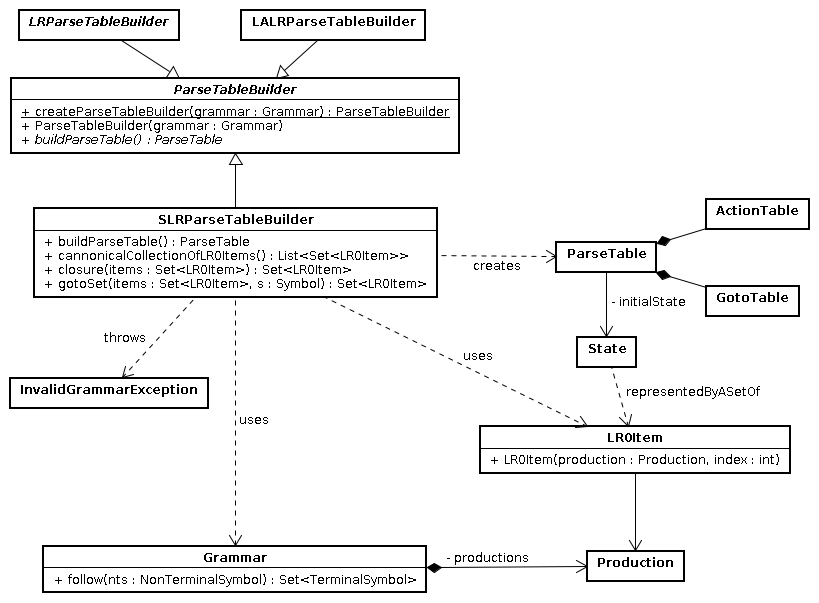 LRParseTableBuilder
LALRParseTableBuilder
ParseTableBuilder
+ createParseTableBuilder(grammar : Grammar) : ParseTableBuilder
+ ParseTableBuilder(grammar : Grammar)
+ buildParseTable() : ParseTable
SLRParseTableBuilder
+ buildParseTable() : ParseTable
+ cannonicalCollectionOfLR0Items() : List<Set<LR0Item>>
+ closure(items : Set<LR0Item>) : Set<LR0Item>
+ gotoSet(items : Set<LR0Item>, s : Symbol) : Set<LR0Item>
creates
ParseTable
ActionTable
GotoTable
- initialState
State
representedByASetOf
throws
InvalidGrammarException
uses
uses
LR0Item
+ LR0Item(production : Production, index : int)
Grammar
+ follow(nts : NonTerminalSymbol) : Set<TerminalSymbol>
- productions
Production